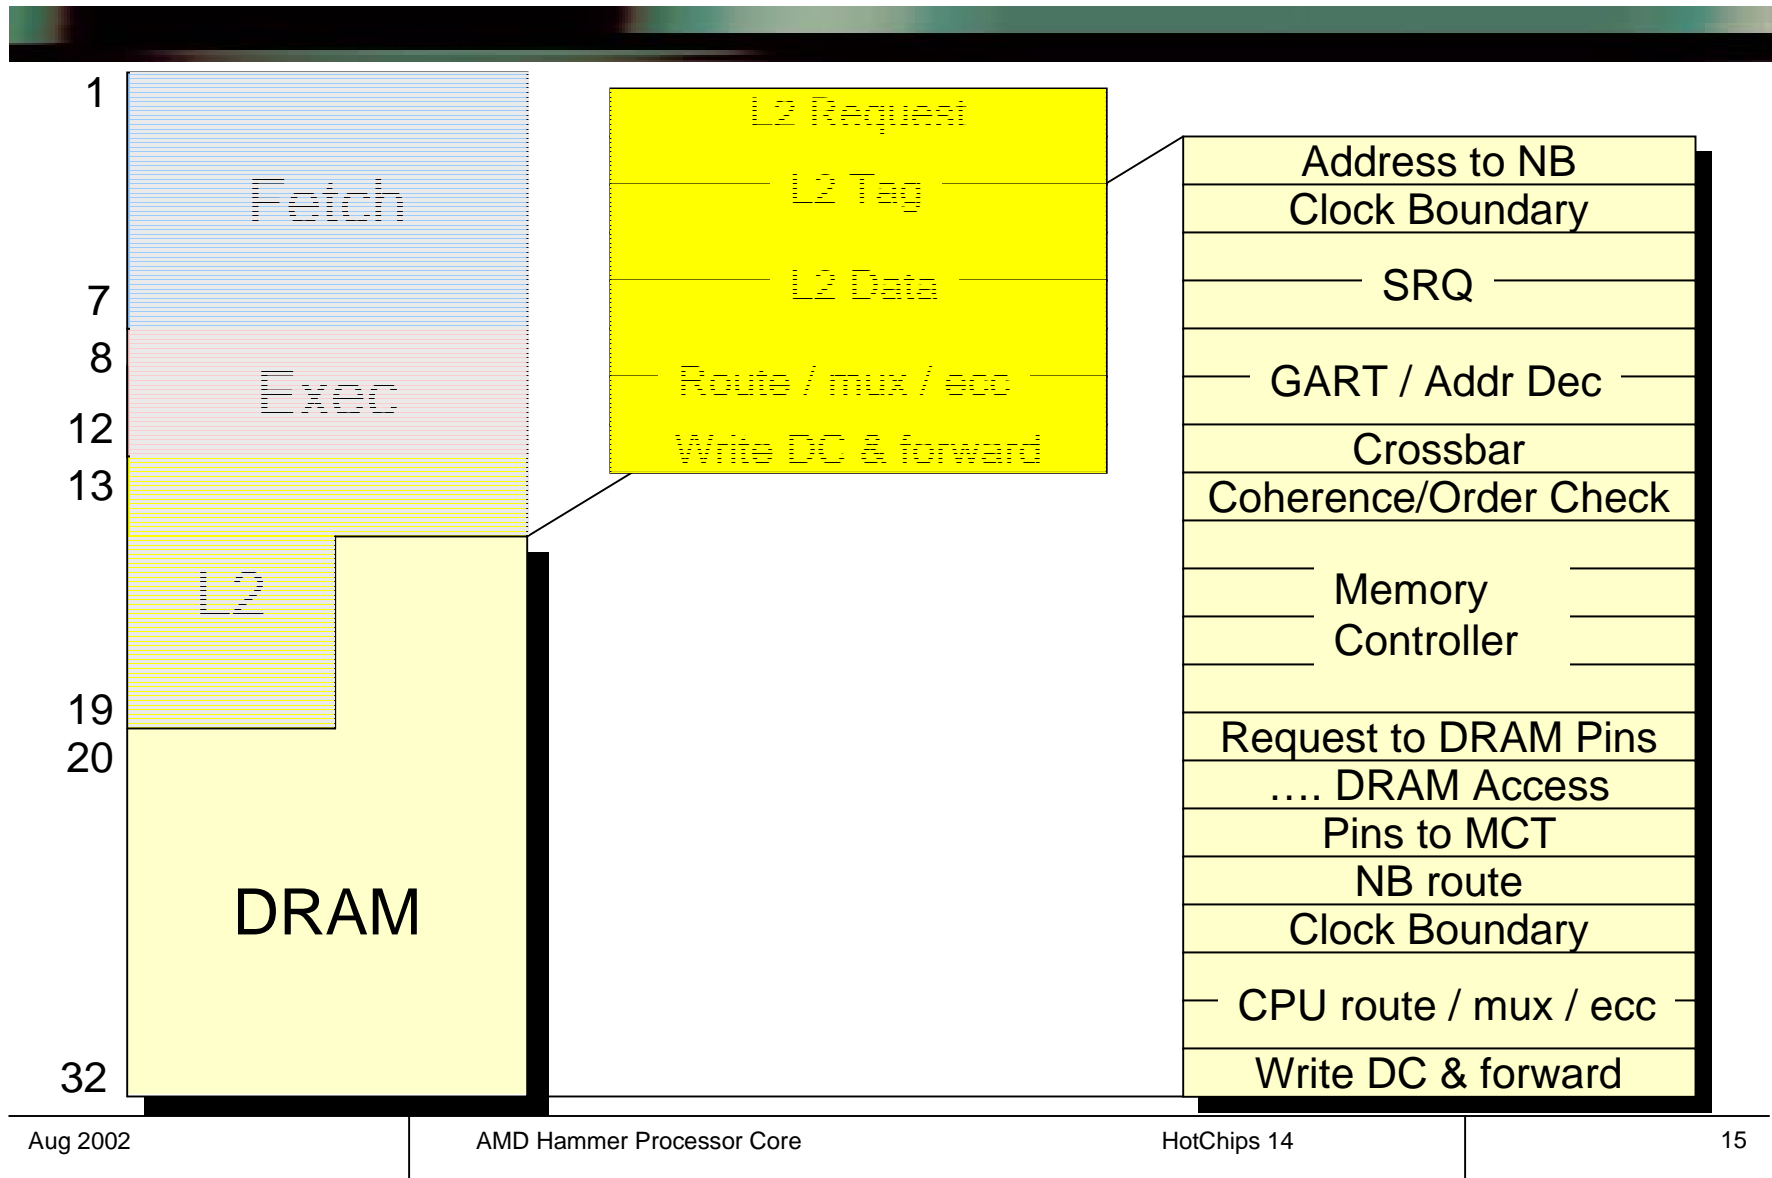 1
7
8
12
13
19
20
32
Fetch
Exec
L2
DRAM
L2 Request
L2 Tag
L2 Data
Route / mux / ecc
Write DC & forward
Address to NB
Clock Boundary
SRQ
GART / Addr Dec
Crossbar
Coherence/Order Check
Memory
Controller
Request to DRAM Pins
…. DRAM Access
Pins to MCT
NB route
Clock Boundary
CPU route / mux / ecc
Write DC & forward
Aug 2002
AMD Hammer Processor Core
HotChips 14
15